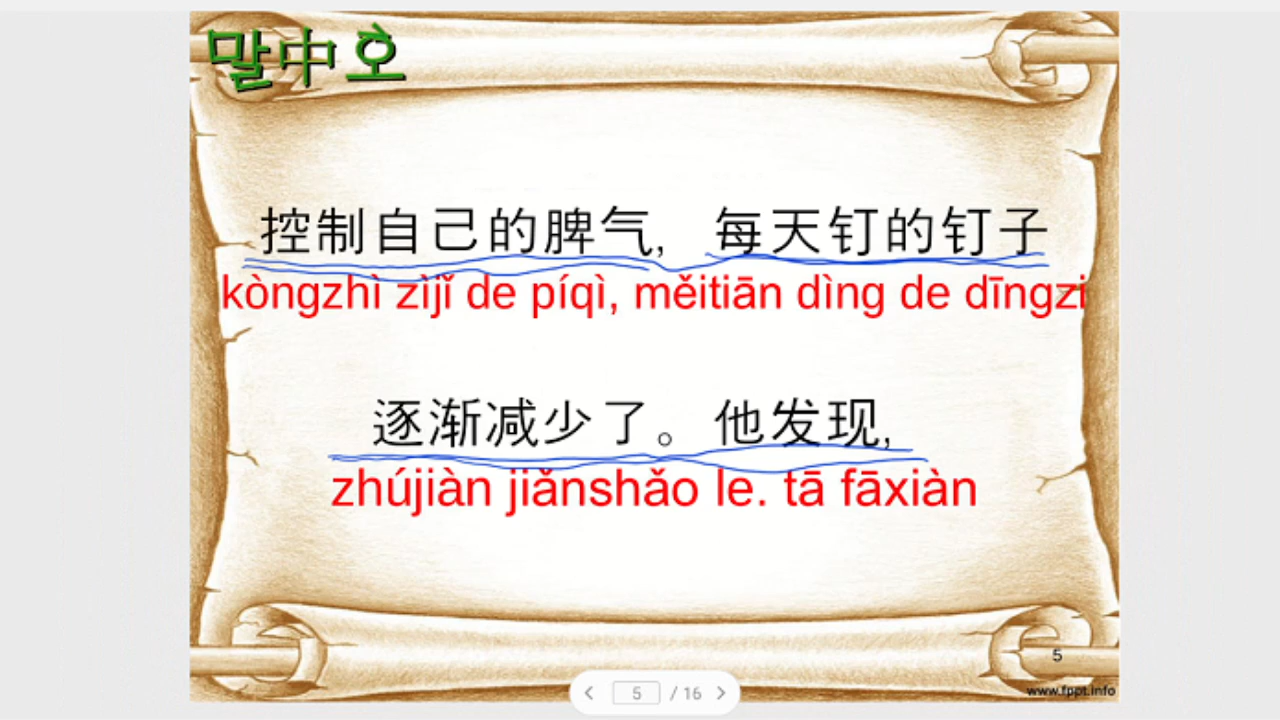 말中호
控制自己的脾气, 每天钉的钉子
kòngzhì zìjǐ de píqì, měitiān dìng de dīngzi
逐渐减少了。他发现,
zhújiàn jiǎnshǎo le. tā fāxiàn
5
www.fppt.info
5 / 16